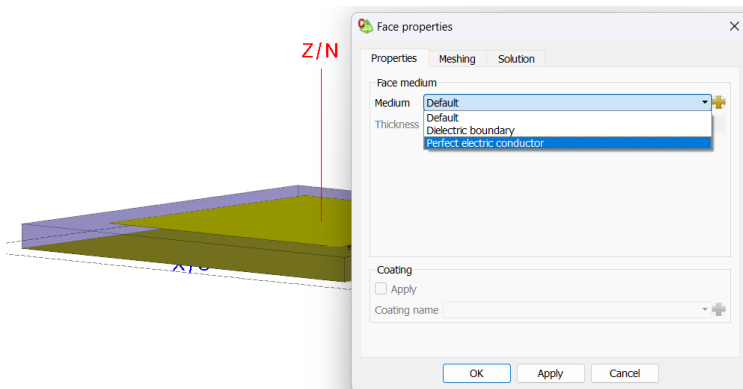 Face properties
Properties Meshing Solution
Face medium
Medium Default
Default
Thickness
Dielectric boundary
Perfect electric conductor
Z/N
Coating
Apply
Coating name
OK Apply Cancel